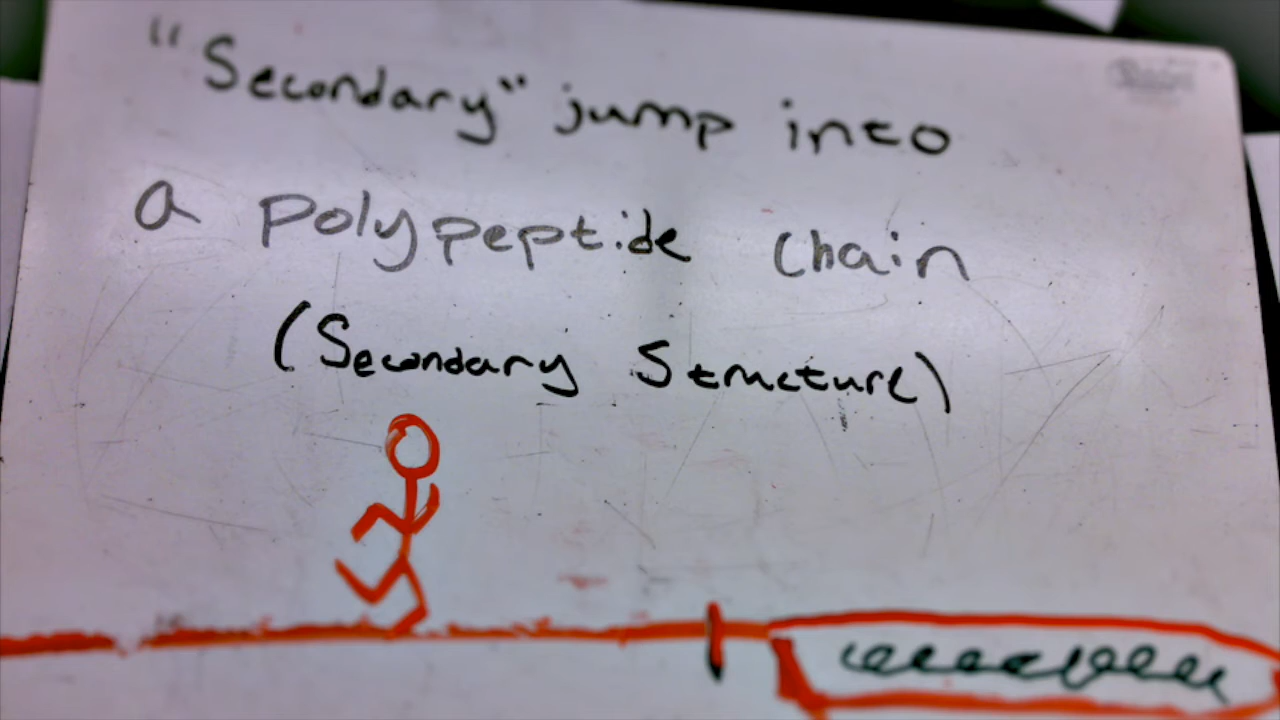 "Secondary" jump into
a polypeptide chain
(Secondary Structure)